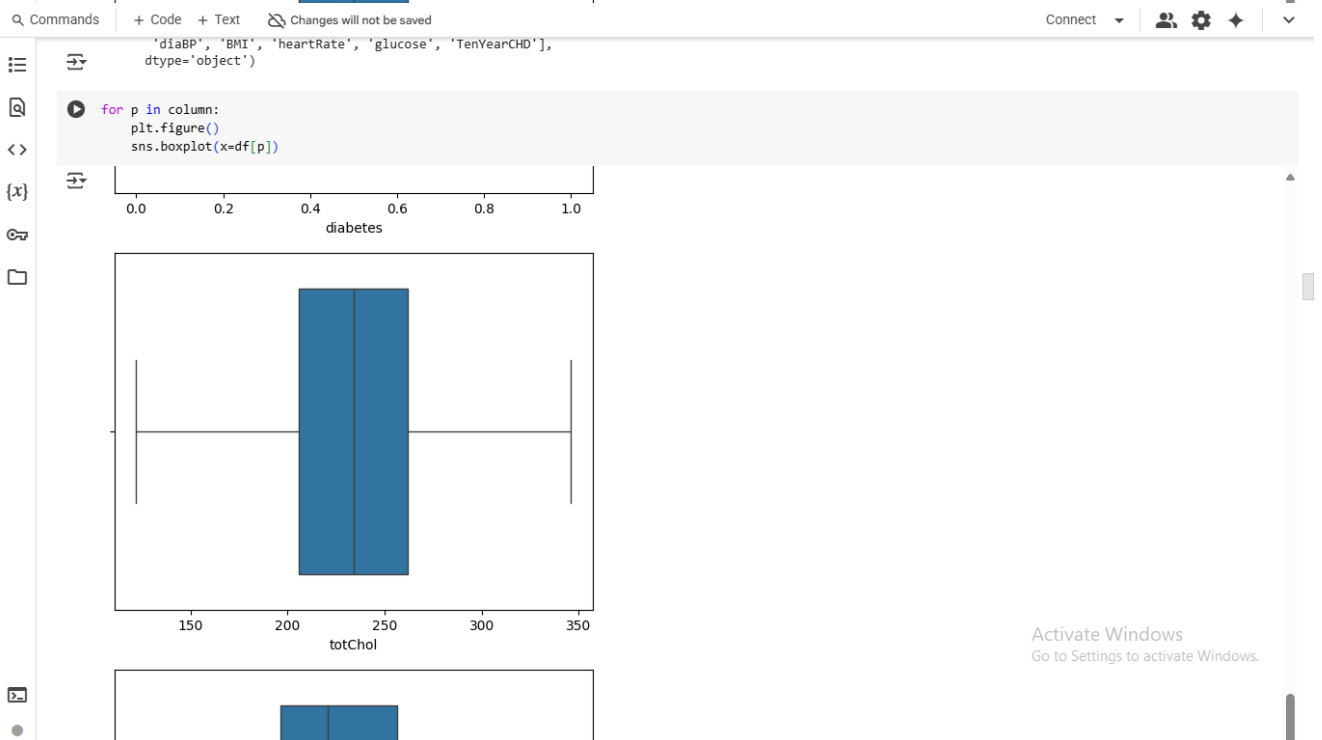 Commands + Code + Text Changes will not be saved Connect
'diaBP', 'BMI', 'heartRate', 'glucose', 'TenYearCHD'],
dtype='object')
for p in column:
plt.figure()
sns.boxplot(x=df[p])
0.0 0.2 0.4 0.6 0.8 1.0
diabetes
150 200 250 300 350
totChol
Activate Windows
Go to Settings to activate Windows.
{x}